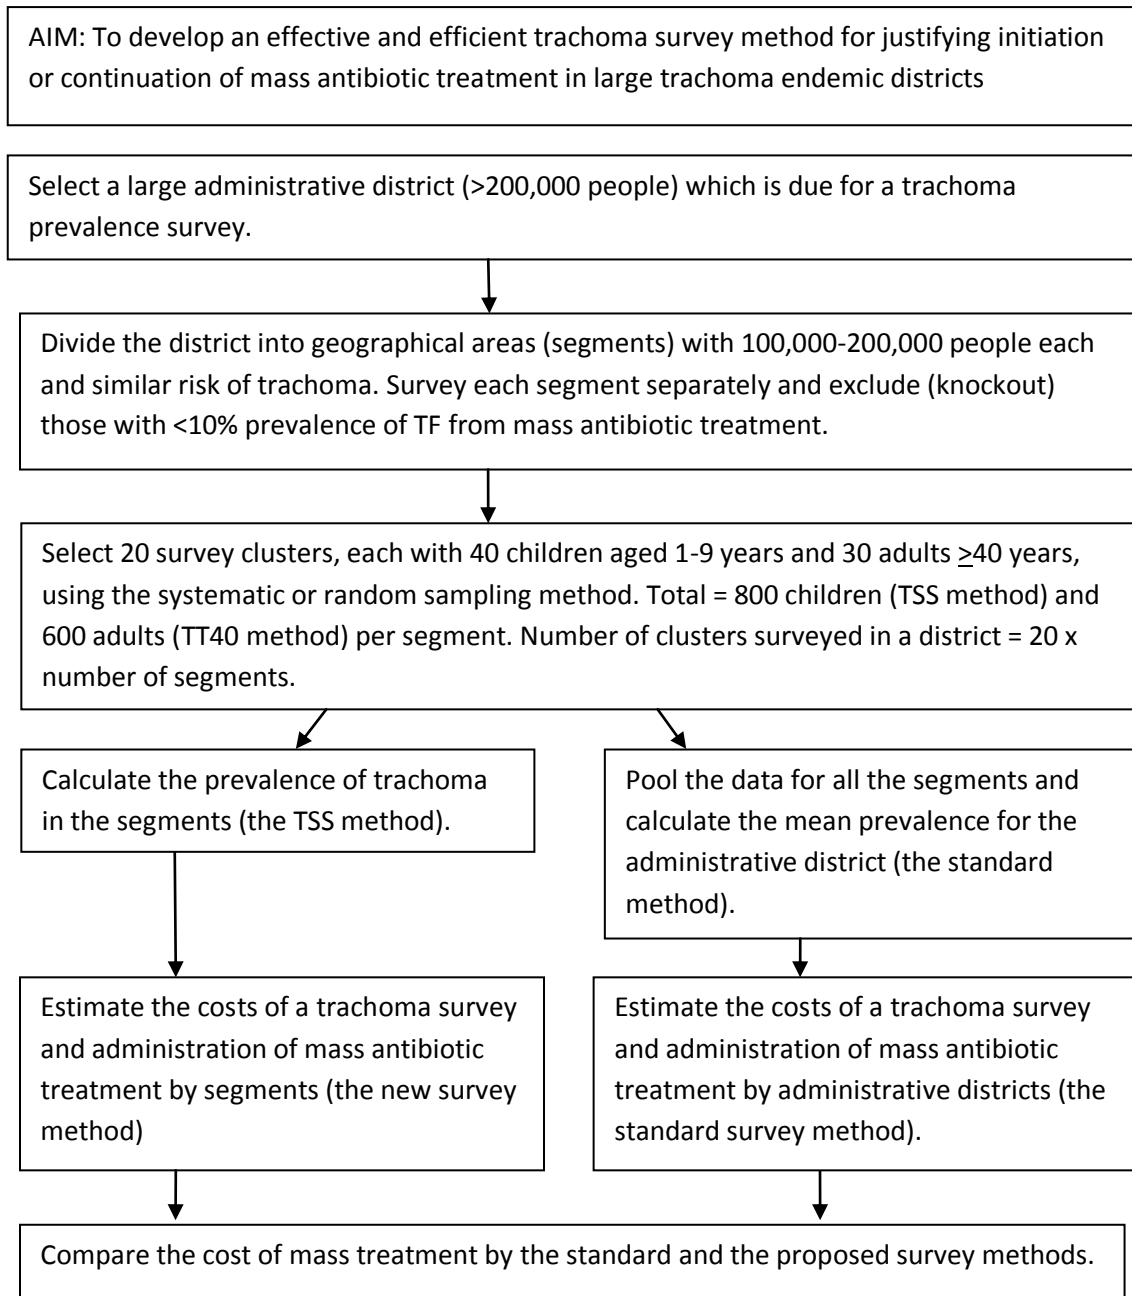 AIM: To develop an effective and efficient trachoma survey method for justifying initiation
or continuation of mass antibiotic treatment in large trachoma endemic districts
Select a large administrative district (>200,000 people) which is due for a trachoma
prevalence survey.
Divide the district into geographical areas (segments) with 100,000-200,000 people each
and similar risk of trachoma. Survey each segment separately and exclude (knockout)
those with <10% prevalence of TF from mass antibiotic treatment.
Select 20 survey clusters, each with 40 children aged 1-9 years and 30 adults ≥40 years,
using the systematic or random sampling method. Total = 800 children (TSS method) and
600 adults (TT40 method) per segment. Number of clusters surveyed in a district = 20 x
number of segments.
Calculate the prevalence of trachoma
in the segments (the TSS method).
Pool the data for all the segments and
calculate the mean prevalence for the
administrative district (the standard
method).
Estimate the costs of a trachoma survey
and administration of mass antibiotic
treatment by segments (the new survey
method)
Estimate the costs of a trachoma survey
and administration of mass antibiotic
treatment by administrative districts (the
standard survey method).
Compare the cost of mass treatment by the standard and the proposed survey methods.